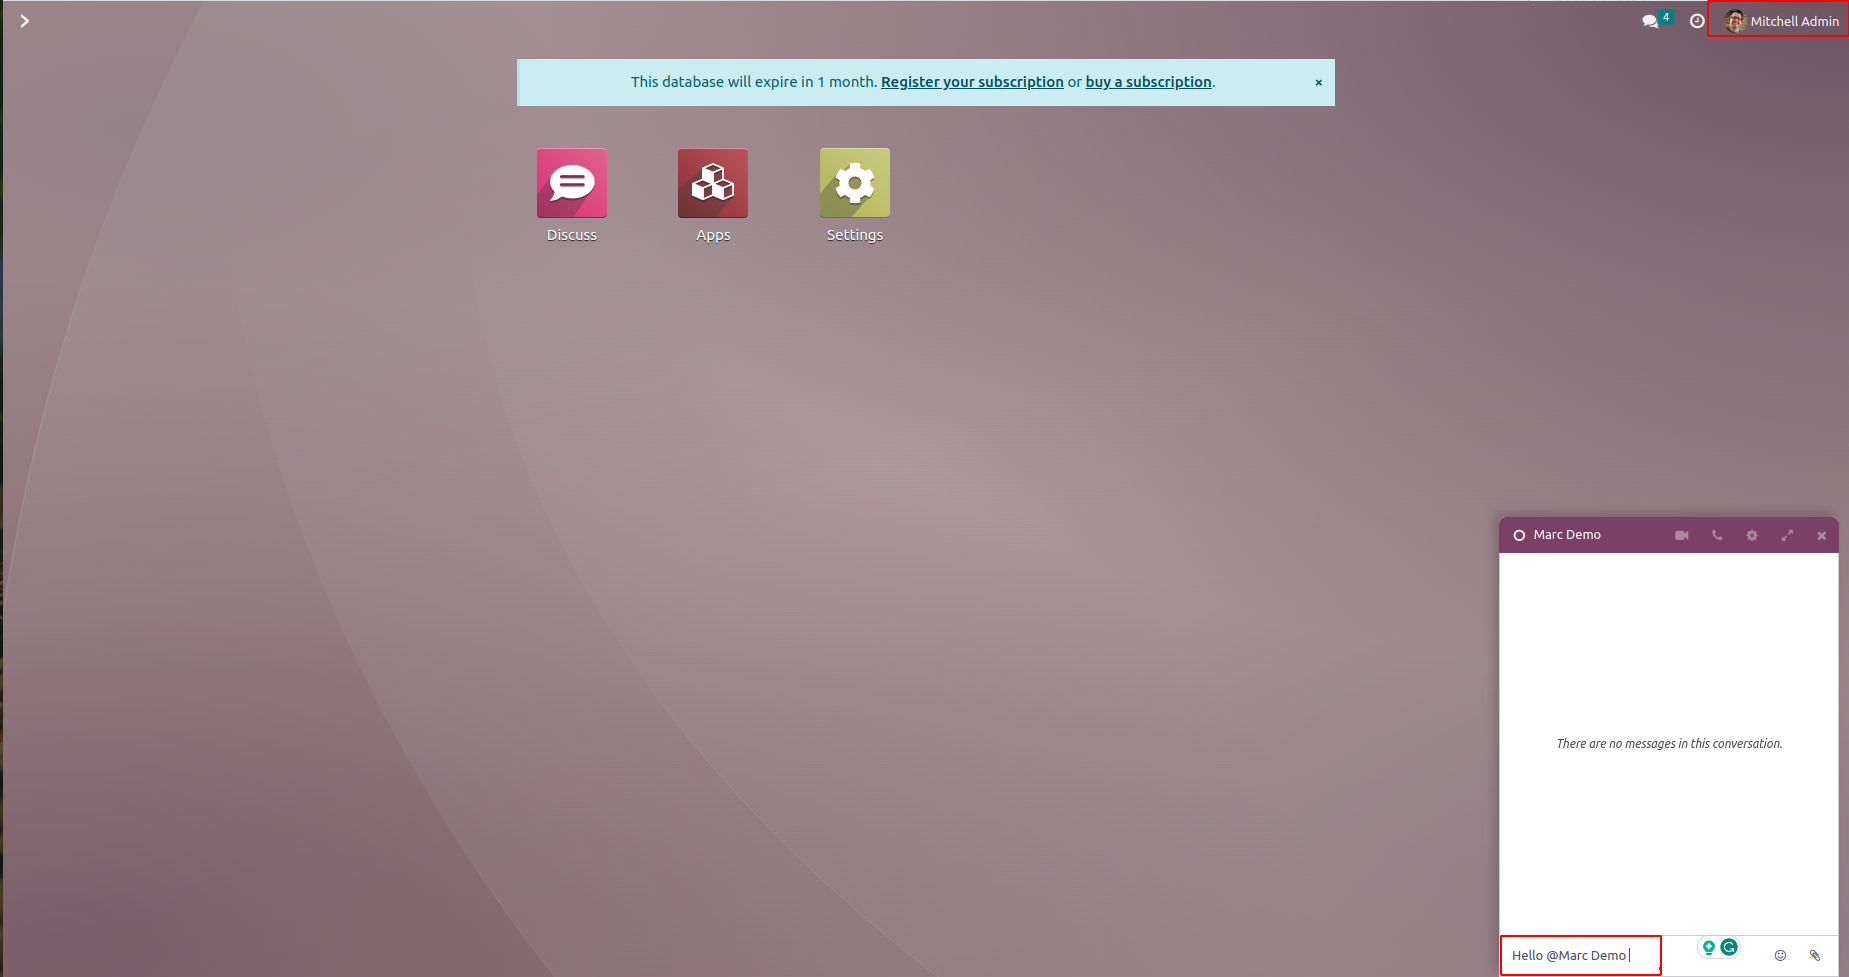 4
Mitchell Admin
This database will expire in 1 month. Register your subscription or buy a subscription.
Discuss
Apps
Settings
Marc Demo
There are no messages in this conversation.
Hello @Marc Demo